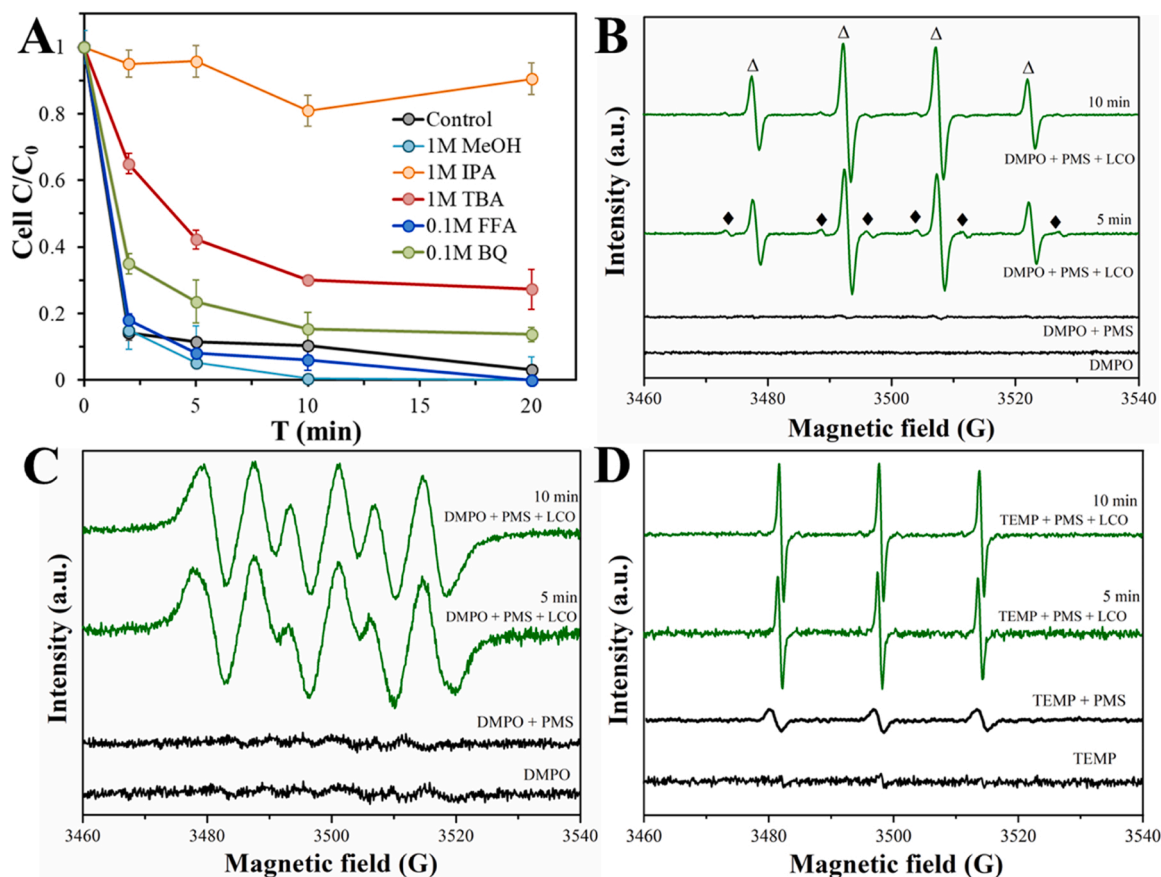 A
1
0.8
0.6
0.4
0.2
0
Cell C/C0
Control
1M MeOH
1M IPA
1M TBA
0.1M FFA
0.1M BQ
0 5 10 15 20
T (min)
B
Δ Δ Δ Δ
10 min
DMPO + PMS + LCO
♦ ♦ ♦ ♦ ♦ ♦
5 min
DMPO + PMS + LCO
DMPO + PMS
DMPO
Intensity (a.u.)
3460 3480 3500 3520 3540
Magnetic field (G)
C
10 min
DMPO + PMS + LCO
5 min
DMPO + PMS + LCO
DMPO + PMS
DMPO
Intensity (a.u.)
3460 3480 3500 3520 3540
Magnetic field (G)
D
10 min
TEMP + PMS + LCO
5 min
TEMP + PMS + LCO
TEMP + PMS
TEMP
Intensity (a.u.)
3460 3480 3500 3520 3540
Magnetic field (G)